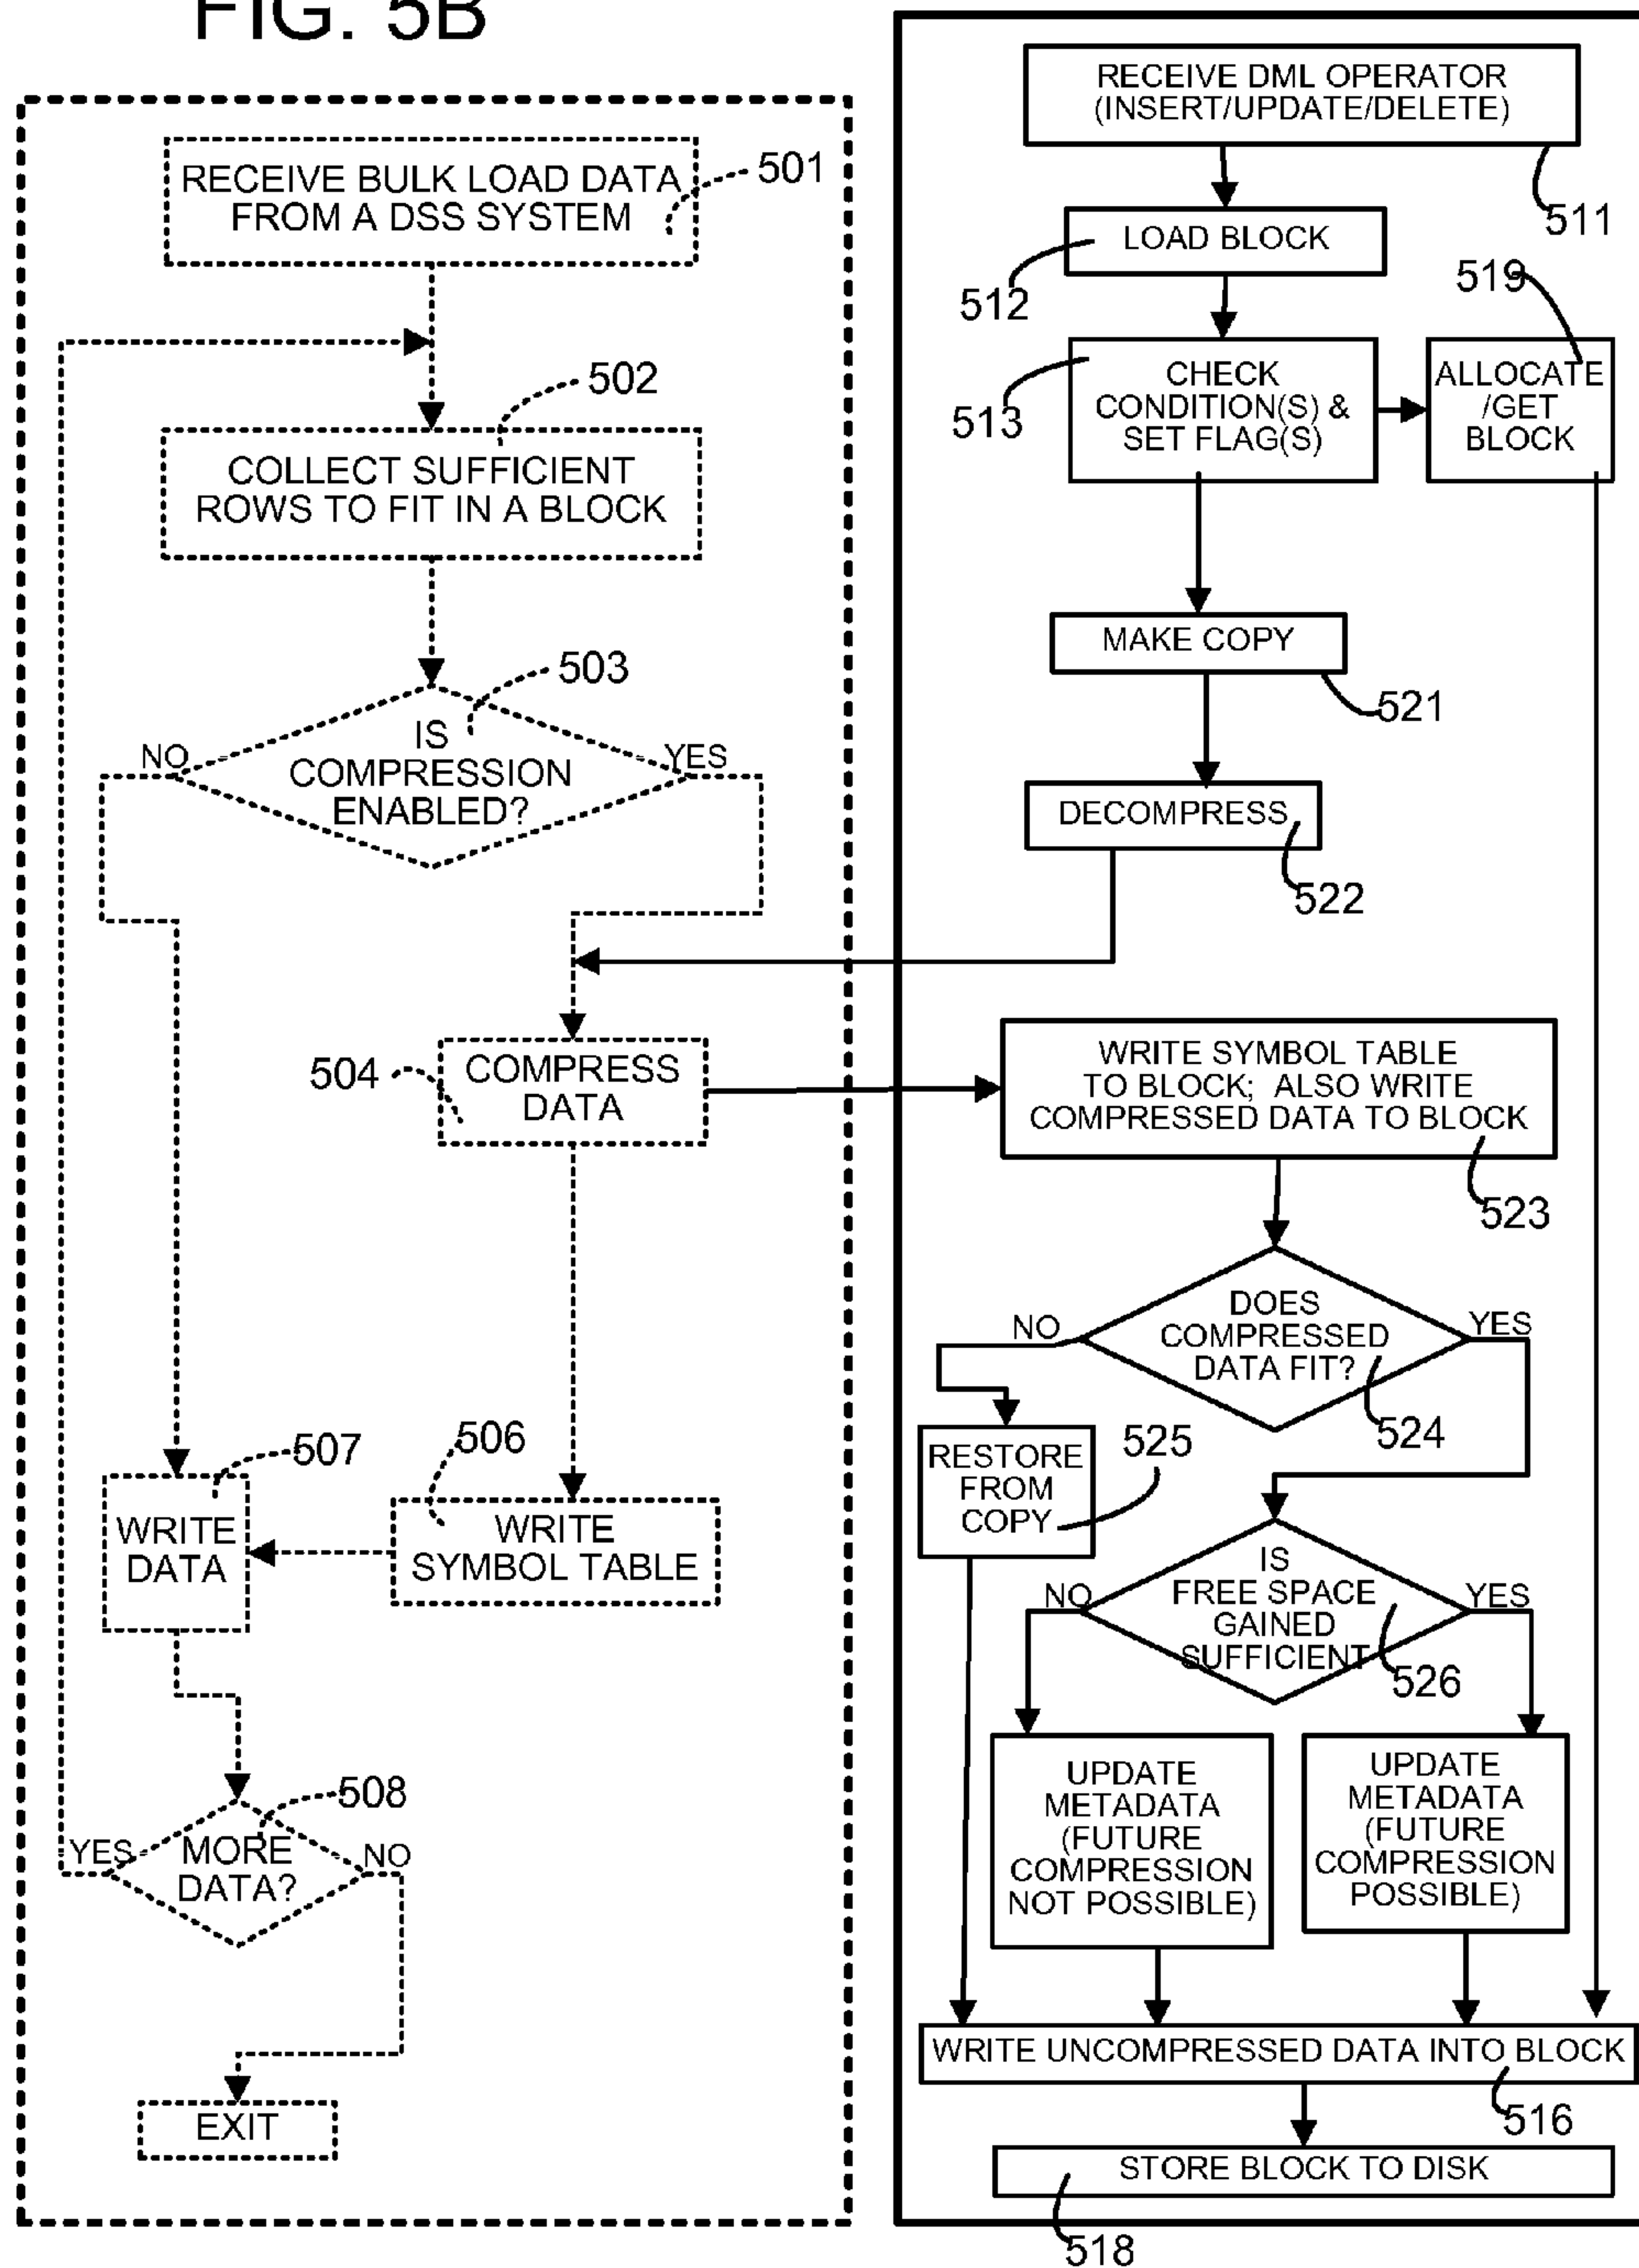 FIG. 5B
RECEIVE BULK LOAD DATA
FROM A DSS SYSTEM
501
502
COLLECT SUFFICIENT
ROWS TO FIT IN A BLOCK
503
NO
IS
COMPRESSION
ENABLED?
YES
504
COMPRESS
DATA
507
506
WRITE
DATA
WRITE
SYMBOL TABLE
508
YES
MORE
DATA?
NO
EXIT
RECEIVE DML OPERATOR
(INSERT/UPDATE/DELETE)
511
LOAD BLOCK
512
519
CHECK
CONDITION(S) &
SET FLAG(S)
513
ALLOCATE
/GET
BLOCK
MAKE COPY
521
DECOMPRESS
522
WRITE SYMBOL TABLE
TO BLOCK; ALSO WRITE
COMPRESSED DATA TO BLOCK
523
NO
DOES
COMPRESSED
DATA FIT?
YES
524
RESTORE
FROM
COPY
525
NO
IS
FREE SPACE
GAINED
SUFFICIENT
YES
526
UPDATE
METADATA
(FUTURE
COMPRESSION
NOT POSSIBLE)
UPDATE
METADATA
(FUTURE
COMPRESSION
POSSIBLE)
WRITE UNCOMPRESSED DATA INTO BLOCK
516
STORE BLOCK TO DISK
518